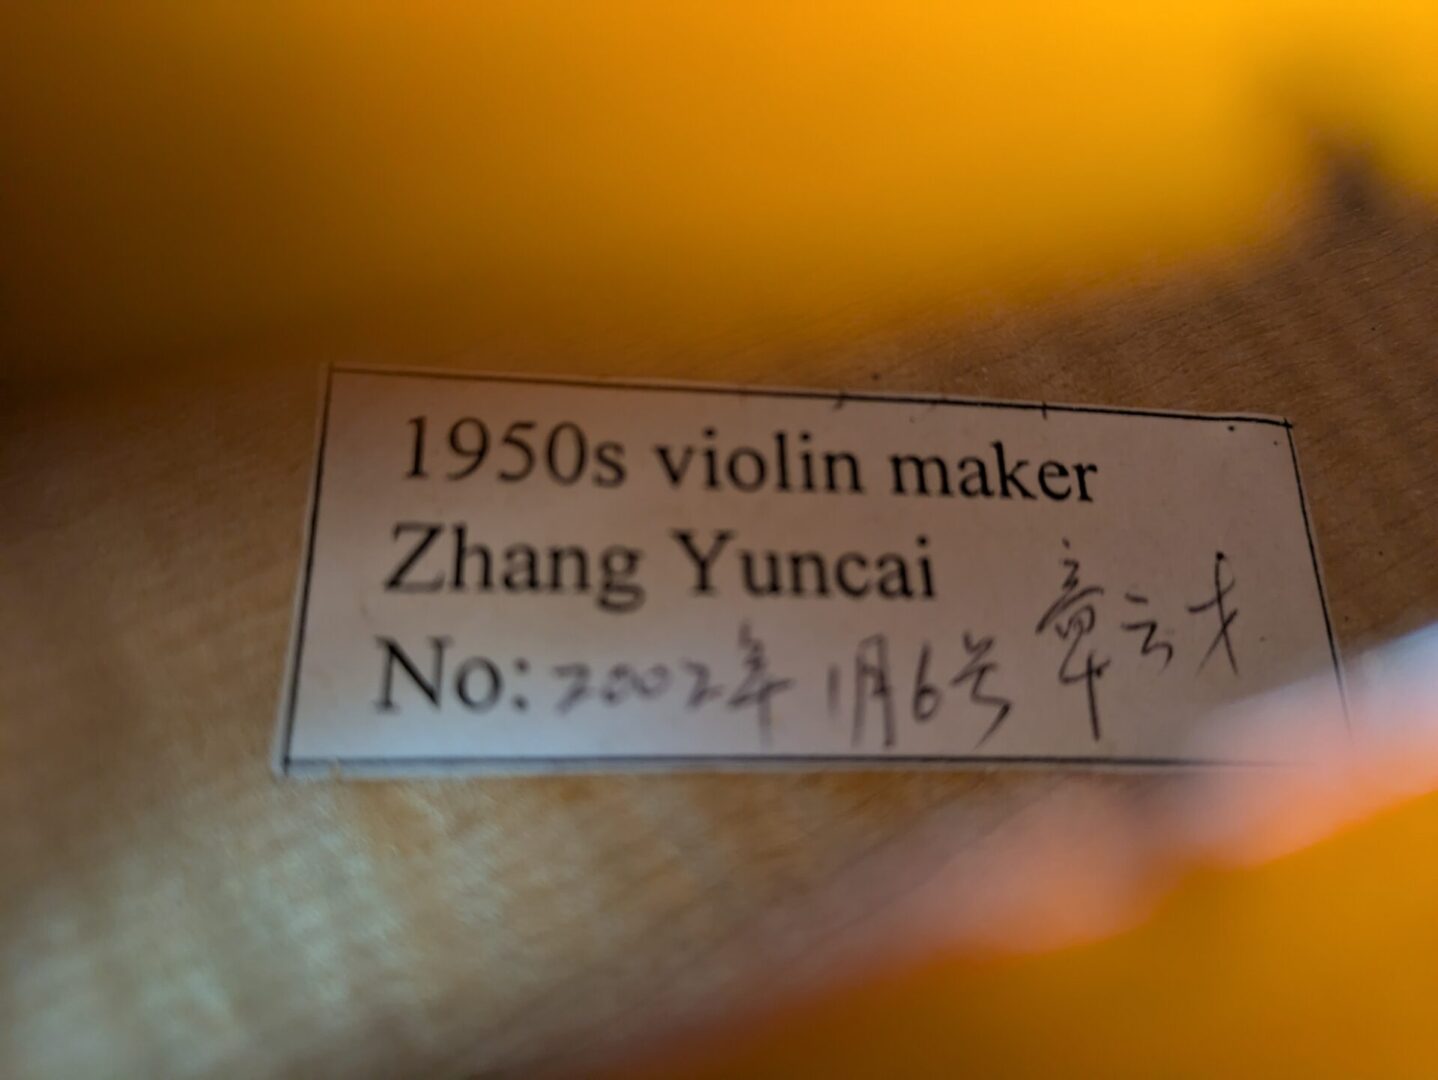 1950s violin maker
Zhang Yuncai
No: 2002年1月6号 章云才